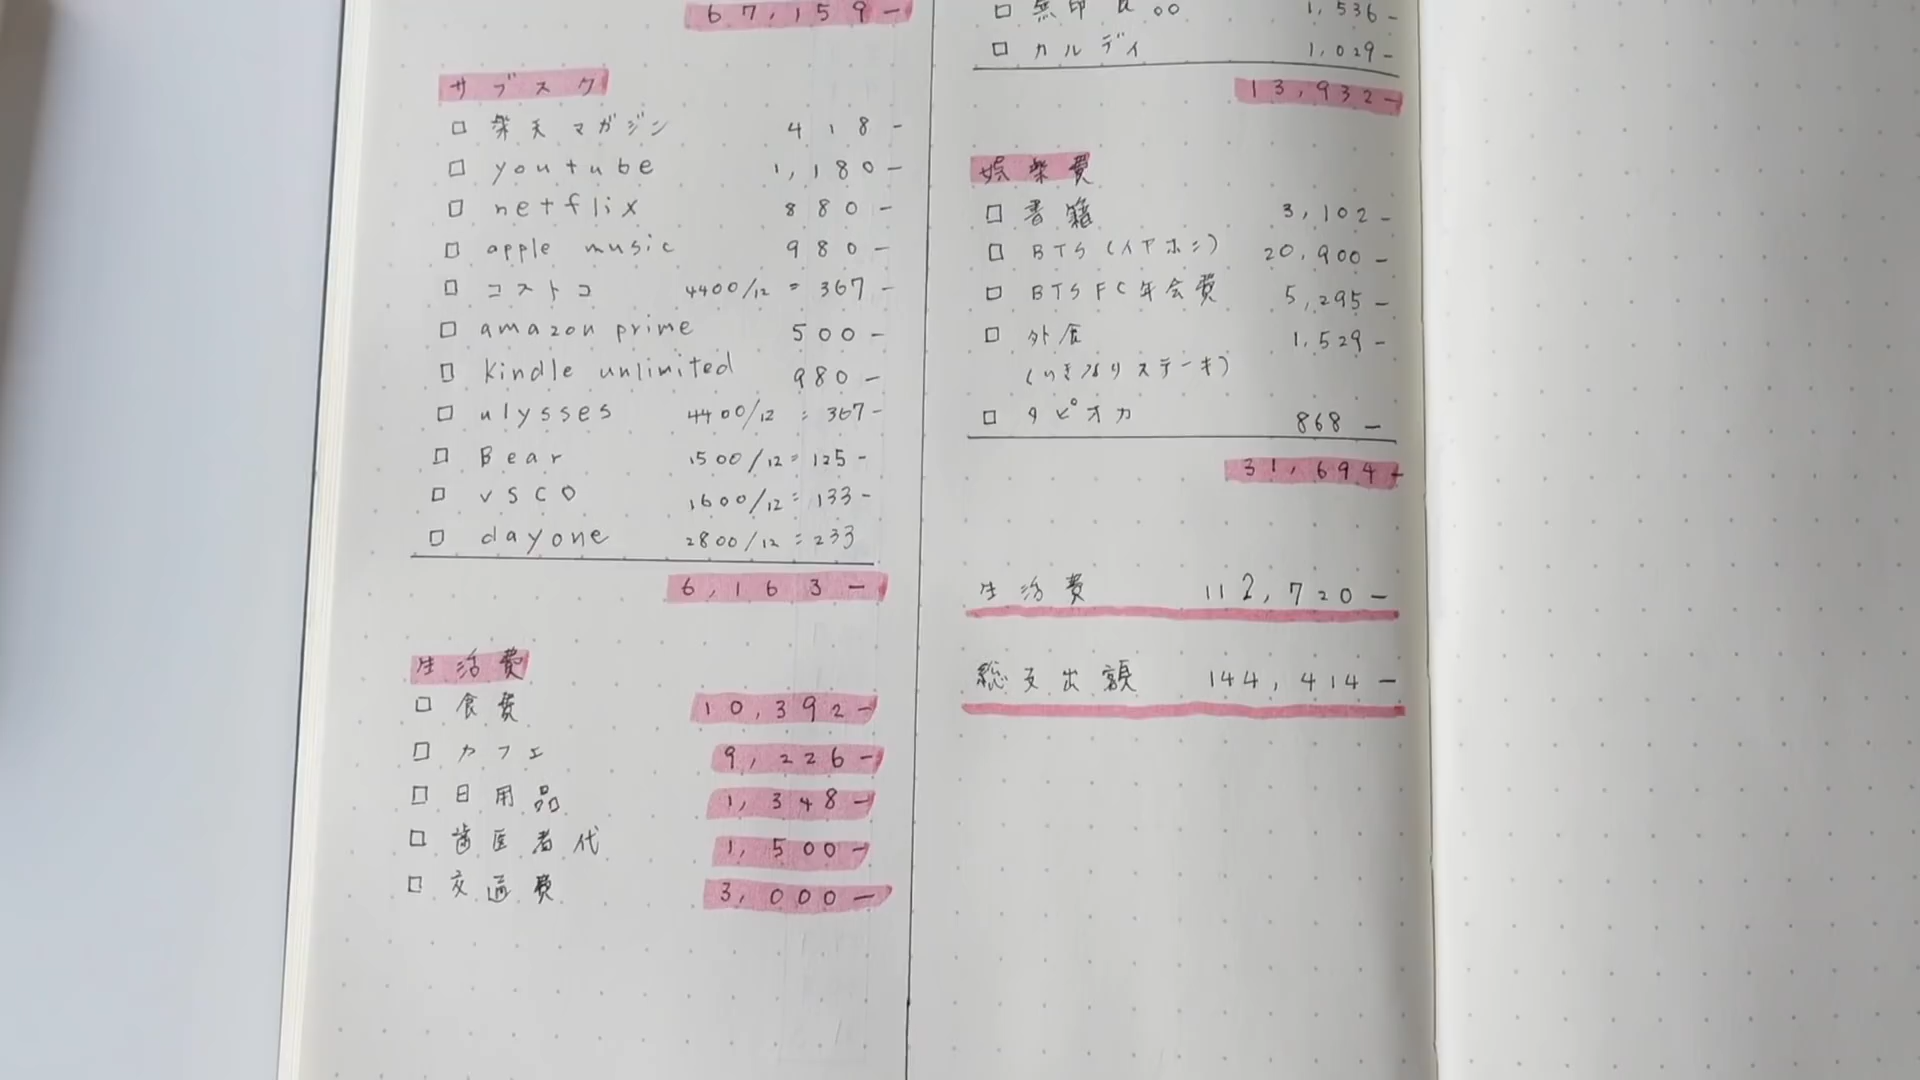 67,159-
サブスク
□ 楽天マガジン 418-
□ youtube 1,180-
□ netflix 880-
□ apple music 980-
□ コストコ 4400/12=367-
□ amazon prime 500-
□ kindle unlimited 980-
□ ulysses 4400/12=367-
□ Bear 1500/12=125-
□ vsco 1600/12=133-
□ dayone 2800/12=233
6,163-
生活費
□ 食費 10,392-
□ カフェ 9,226-
□ 日用品 1,348-
□ 歯医者代 1,500-
□ 交通費 3,000-
□ 無印良品 1,536-
□ カルディ 1,029-
13,932-
娯楽費
□ 書籍 3,102-
□ BTS(イヤホン) 20,900-
□ BTS FC年会費 5,295-
□ 外食 1,529-
(いきなりステーキ)
□ タピオカ 868-
31,694-
生活費 112,720-
総支出額 144,414-